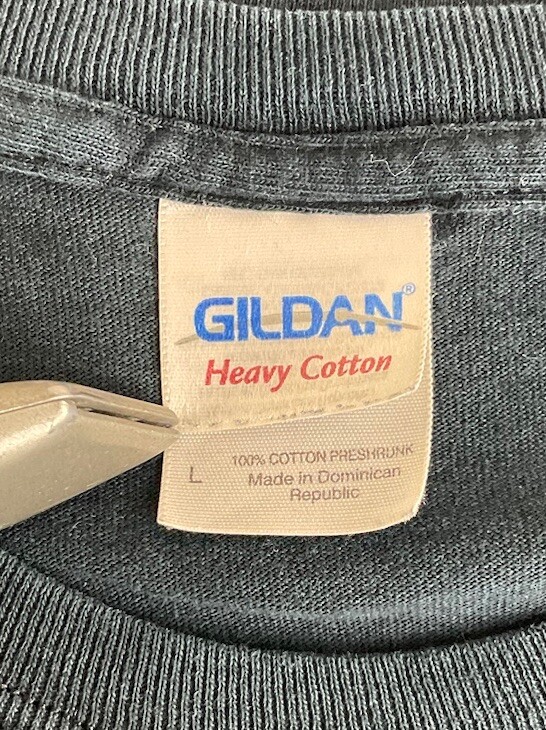 GILDAN®
Heavy Cotton
100% COTTON PRESHRUNK
L
Made in Dominican
Republic